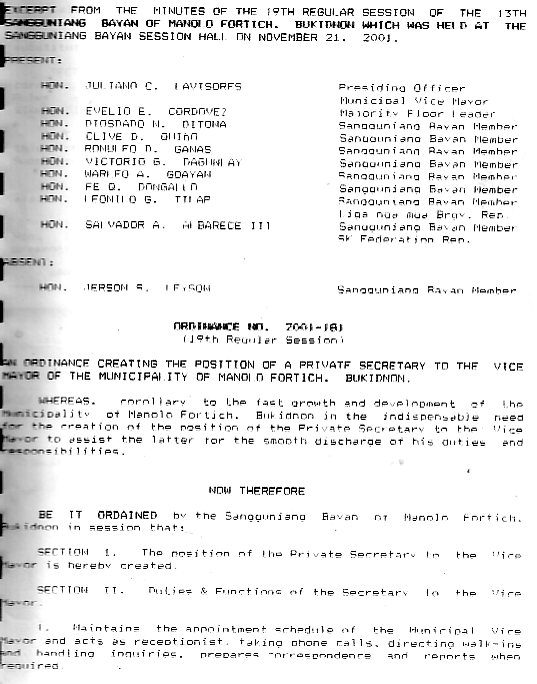 EXCERPT FROM THE MINUTES OF THE 19TH REGULAR SESSION OF THE 13TH
SANGGUNIANG BAYAN OF MANOLO FORTICH, BUKIDNON WHICH WAS HELD AT THE
SANGGUNIANG BAYAN SESSION HALL ON NOVEMBER 21, 2001.
PRESENT:
HON. JULIANO C. LAVISORES Presiding Officer
Municipal Vice Mayor
HON. EVELIO E. CORDOVEZ Majority Floor Leader
HON. DIOSDADO N. DITONA Sangguniang Bayan Member
HON. CLIVE D. QUIÑO Sangguniang Bayan Member
HON. RONULFO D. GANAS Sangguniang Bayan Member
HON. VICTORIO G. DAGUNLAY Sangguniang Bayan Member
HON. WARLFO A. GOAYAN Sangguniang Bayan Member
HON. FE Q. DONGALLO Sangguniang Bayan Member
HON. LEONILO G. TILAP Sangguniang Bayan Member
Liga nga mga Brgy. Rep.
HON. SALVADOR A. ALBARECE III Sangguniang Bayan Member
SK Federation Rep.
ABSENT:
HON. JERSON S. LEYSON Sangguniang Bayan Member
ORDINANCE NO. 2001-181
(19th Regular Session)
AN ORDINANCE CREATING THE POSITION OF A PRIVATE SECRETARY TO THE VICE
MAYOR OF THE MUNICIPALITY OF MANOLO FORTICH, BUKIDNON.
WHEREAS, corollary to the fast growth and development of the
Municipality of Manolo Fortich, Bukidnon in the indispensable need
for the creation of the position of the Private Secretary to the Vice
Mayor to assist the latter for the smooth discharge of his duties and
responsibilities.
NOW THEREFORE
BE IT ORDAINED by the Sangguniang Bayan of Manolo Fortich,
Bukidnon in session that:
SECTION I. The position of the Private Secretary to the Vice
Mayor is hereby created.
SECTION II. Duties & Functions of the Secretary to the Vice
Mayor.
1. Maintains the appointment schedule of the Municipal Vice
Mayor and acts as receptionist, taking phone calls, directing walk-ins
and handling inquiries, prepares correspondence and reports when
required.